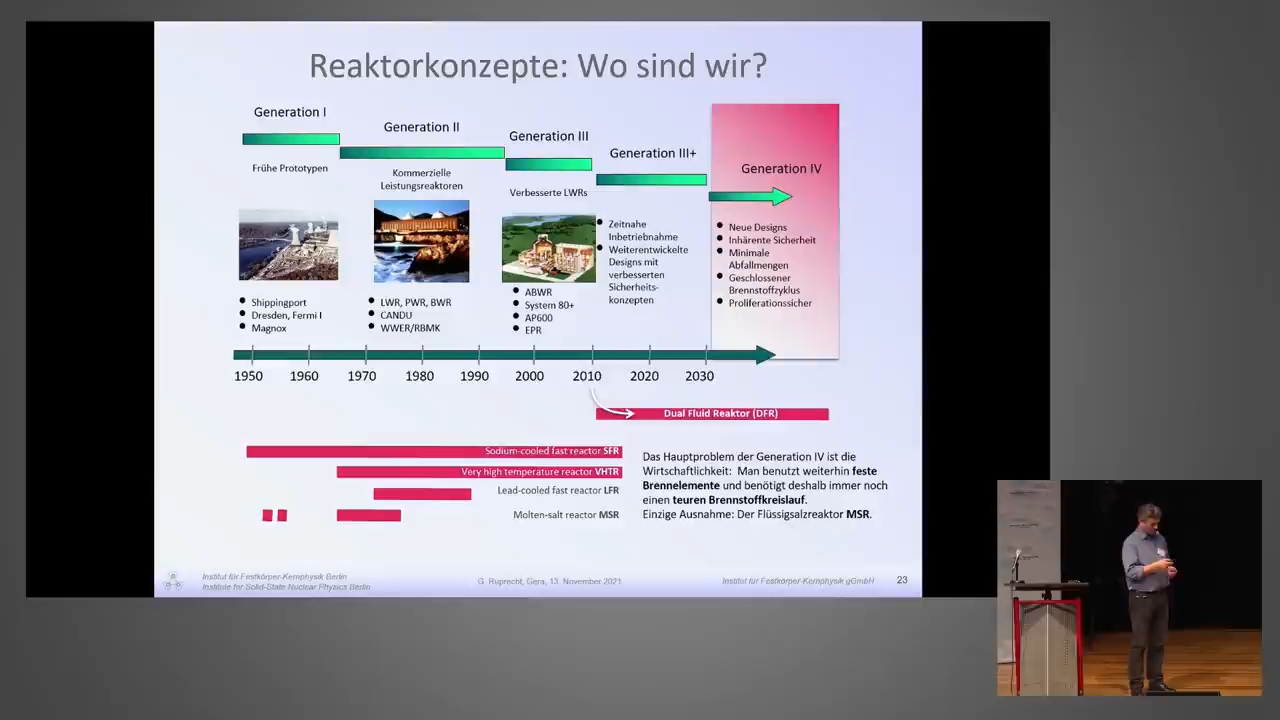 Reaktorkonzepte: Wo sind wir?
Generation I
Frühe Prototypen
Shippingport
Dresden, Fermi I
Magnox
Generation II
Kommerzielle
Leistungsreaktoren
LWR, PWR, BWR
CANDU
WWER/RBMK
Generation III
Verbesserte LWRs
ABWR
System 80+
AP600
EPR
Generation III+
Zeitnahe
Inbetriebnahme
Weiterentwickelte
Designs mit
verbesserten
Sicherheits-
konzepten
Generation IV
Neue Designs
Inhärente Sicherheit
Minimale
Abfallmengen
Geschlossener
Brennstoffzyklus
Proliferationssicher
1950 1960 1970 1980 1990 2000 2010 2020 2030
Dual Fluid Reaktor (DFR)
Sodium-cooled fast reactor SFR
Very high temperature reactor VHTR
Lead-cooled fast reactor LFR
Molten-salt reactor MSR
Das Hauptproblem der Generation IV ist die
Wirtschaftlichkeit: Man benutzt weiterhin feste
Brennelemente und benötigt deshalb immer noch
einen teuren Brennstoffkreislauf.
Einzige Ausnahme: Der Flüssigsalzreaktor MSR.
Institut für Festkörper-Kernphysik Berlin
Institute for Solid-State Nuclear Physics Berlin
G. Ruprecht, Gera, 13. November 2021
Institut für Festkörper-Kernphysik gGmbH
23